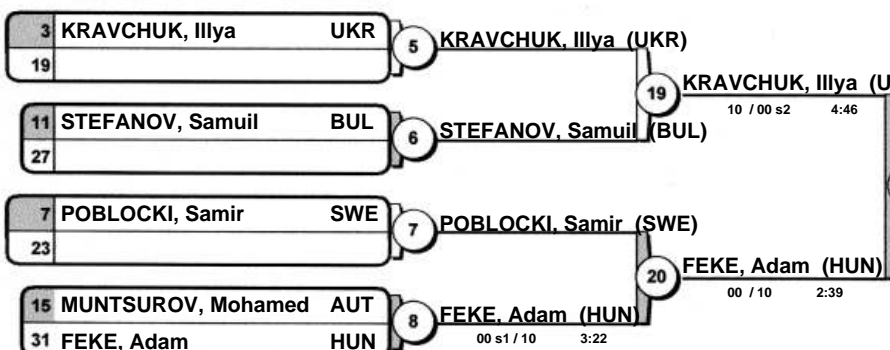 3 KRAVCHUK, Illya UKR
19
5
KRAVCHUK, Illya (UKR)
11 STEFANOV, Samuil BUL
27
6
STEFANOV, Samuil (BUL)
19
KRAVCHUK, Illya (U
10 / 00 s2 4:46
7 POBLOCKI, Samir SWE
23
7
POBLOCKI, Samir (SWE)
15 MUNTSUROV, Mohamed AUT
31 FEKE, Adam HUN
8
FEKE, Adam (HUN)
00 s1 / 10 3:22
20
FEKE, Adam (HUN)
00 / 10 2:39